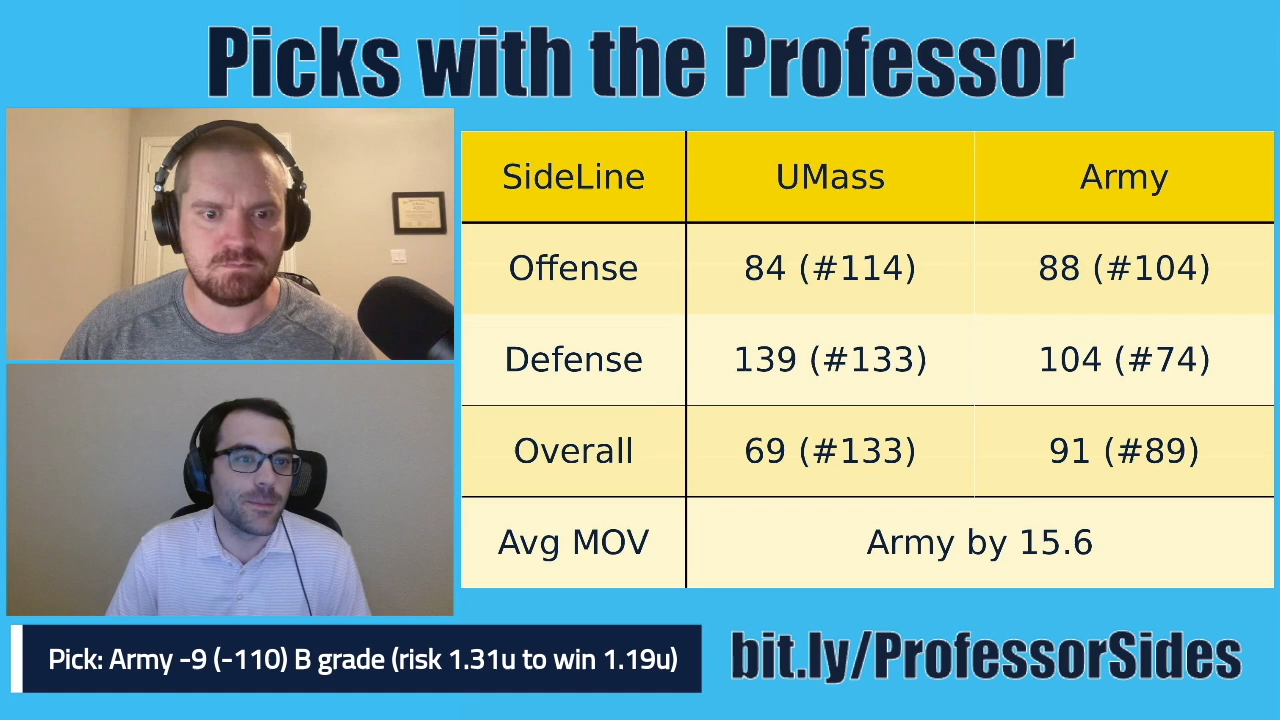 Picks with the Professor
SideLine UMass Army
Offense 84 (#114) 88 (#104)
Defense 139 (#133) 104 (#74)
Overall 69 (#133) 91 (#89)
Avg MOV Army by 15.6
Pick: Army -9 (-110) B grade (risk 1.31u to win 1.19u)
bit.ly/ProfessorSides